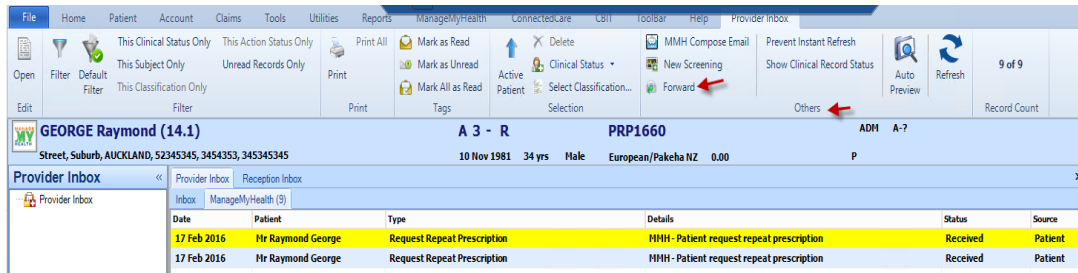 File Home Patient Account Claims Tools Utilities Reports ManageMyHealth ConnectedCare CBIT ToolBar Help Provider Inbox
This Clinical Status Only This Action Status Only Print All Mark as Read Delete MMH Compose Email Prevent Instant Refresh
This Subject Only Unread Records Only Mark as Unread Clinical Status New Screening Show Clinical Record Status 9 of 9
Open Filter Default Filter This Classification Only Print Mark All as Read Active Patient Select Classification... Forward Auto Preview Refresh
Edit Filter Print Tags Selection Others Record Count
MANAGE MY HEALTH GEORGE Raymond (14.1) A 3 - R PRP1660 ADM A-?
Street, Suburb, AUCKLAND, 52345345, 3454353, 345345345 10 Nov 1981 34 yrs Male European/Pakeha NZ 0.00 P
Provider Inbox « Provider Inbox Reception Inbox
Provider Inbox Inbox ManageMyHealth (9)
Date Patient Type Details Status Source
17 Feb 2016 Mr Raymond George Request Repeat Prescription MMH - Patient request repeat prescription Received Patient
17 Feb 2016 Mr Raymond George Request Repeat Prescription MMH - Patient request repeat prescription Received Patient